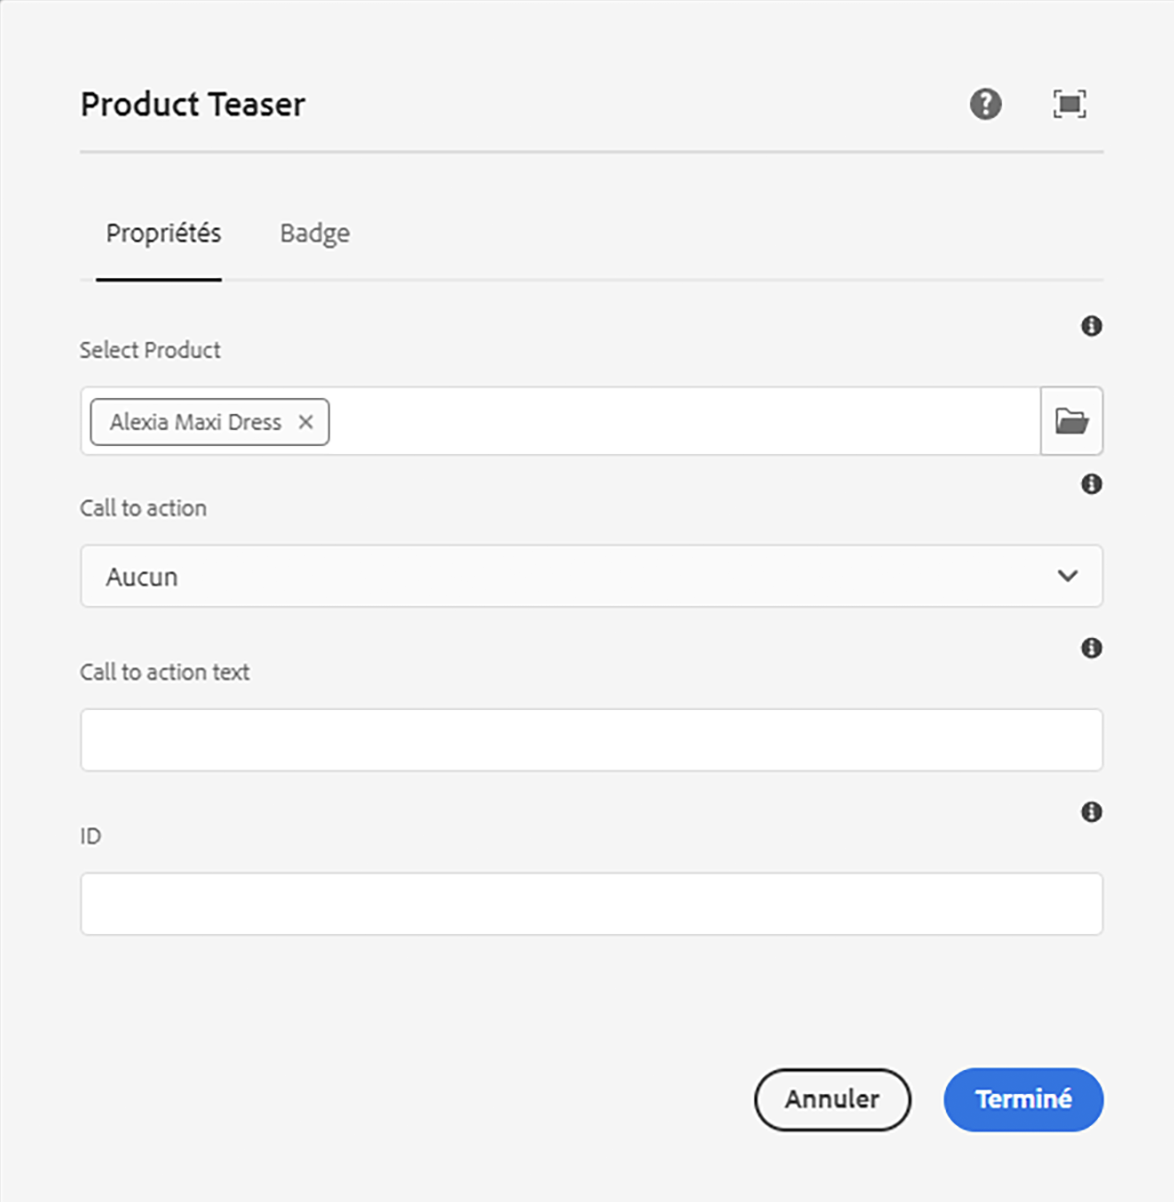 Product Teaser
Propriétés Badge
Select Product
Alexia Maxi Dress
Call to action
Aucun
Call to action text
ID
Annuler Terminé